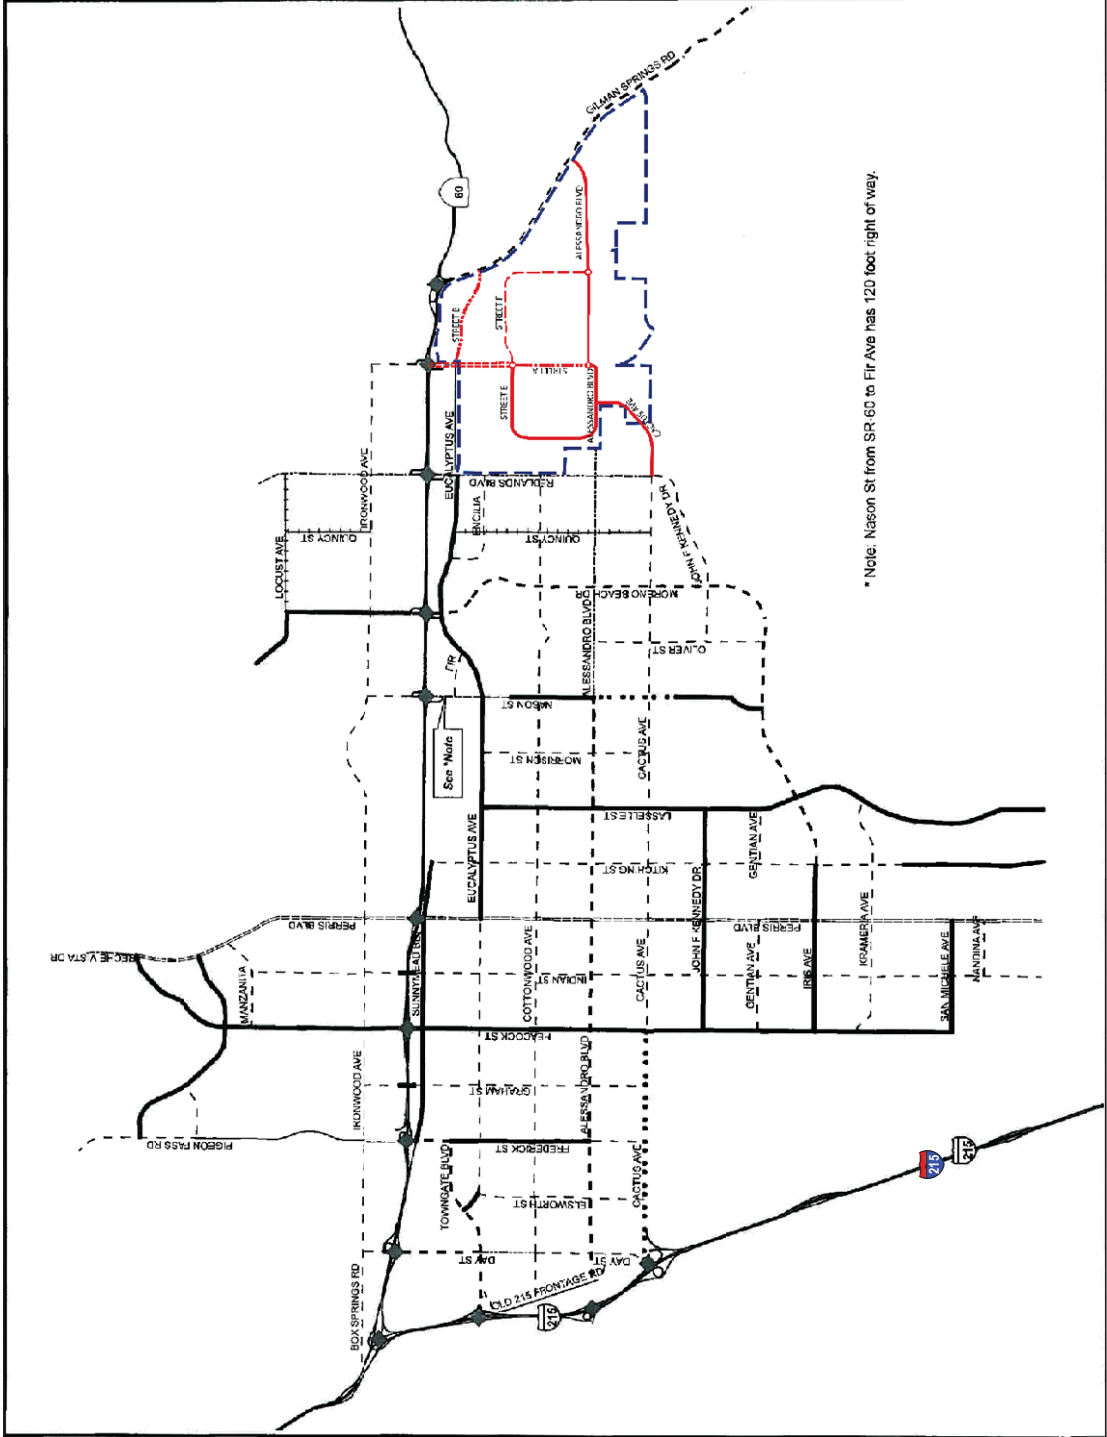 GILMAN SPRINGS RD
60
ALESSANDRO BLVD
STREET B
STREET F
STREET E
ALESSANDRO BLVD
CACTUS AVE
EUCALYPTUS AVE
IRONWOOD AVE
REDLANDS BLVD
ENCILIA
QUINCY ST
QUINCY ST
LOCUST AVE
JOHN F KENNEDY DR
MORENO BEACH DR
OLIVER ST
ALESSANDRO BLVD
FIR
NASON ST
See *Note
MORRISON ST
CACTUS AVE
LASSELLE ST
EUCALYPTUS AVE
KITCHING ST
GENTIAN AVE
JOHN F KENNEDY DR
PERRIS BLVD
PERRIS BLVD
KRAMERIA AVE
RECHE VISTA DR
MANZANITA
INDIAN ST
COTTONWOOD AVE
CACTUS AVE
GENTIAN AVE
IRIS AVE
SAN MICHELE AVE
NANDINA AVE
HEACOCK ST
IRONWOOD AVE
GRAHAM ST
ALESSANDRO BLVD
PIGEON PASS RD
FREDERICK ST
TOWNGATE BLVD
ELSWORTH ST
CACTUS AVE
DAY ST
DAY ST
BOX SPRINGS RD
OLD 215 FRONTAGE RD
215
215
215
* Note: Nason St from SR-60 to Fir Ave has 120 foot right of way.